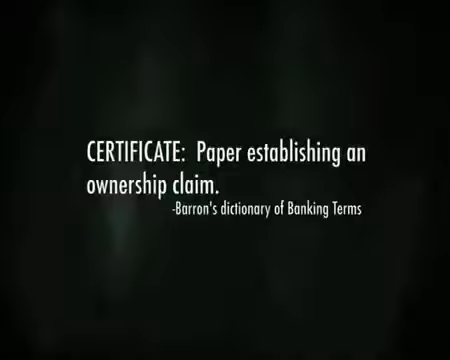 CERTIFICATE:  Paper establishing an
ownership claim.
-Barron's dictionary of Banking Terms